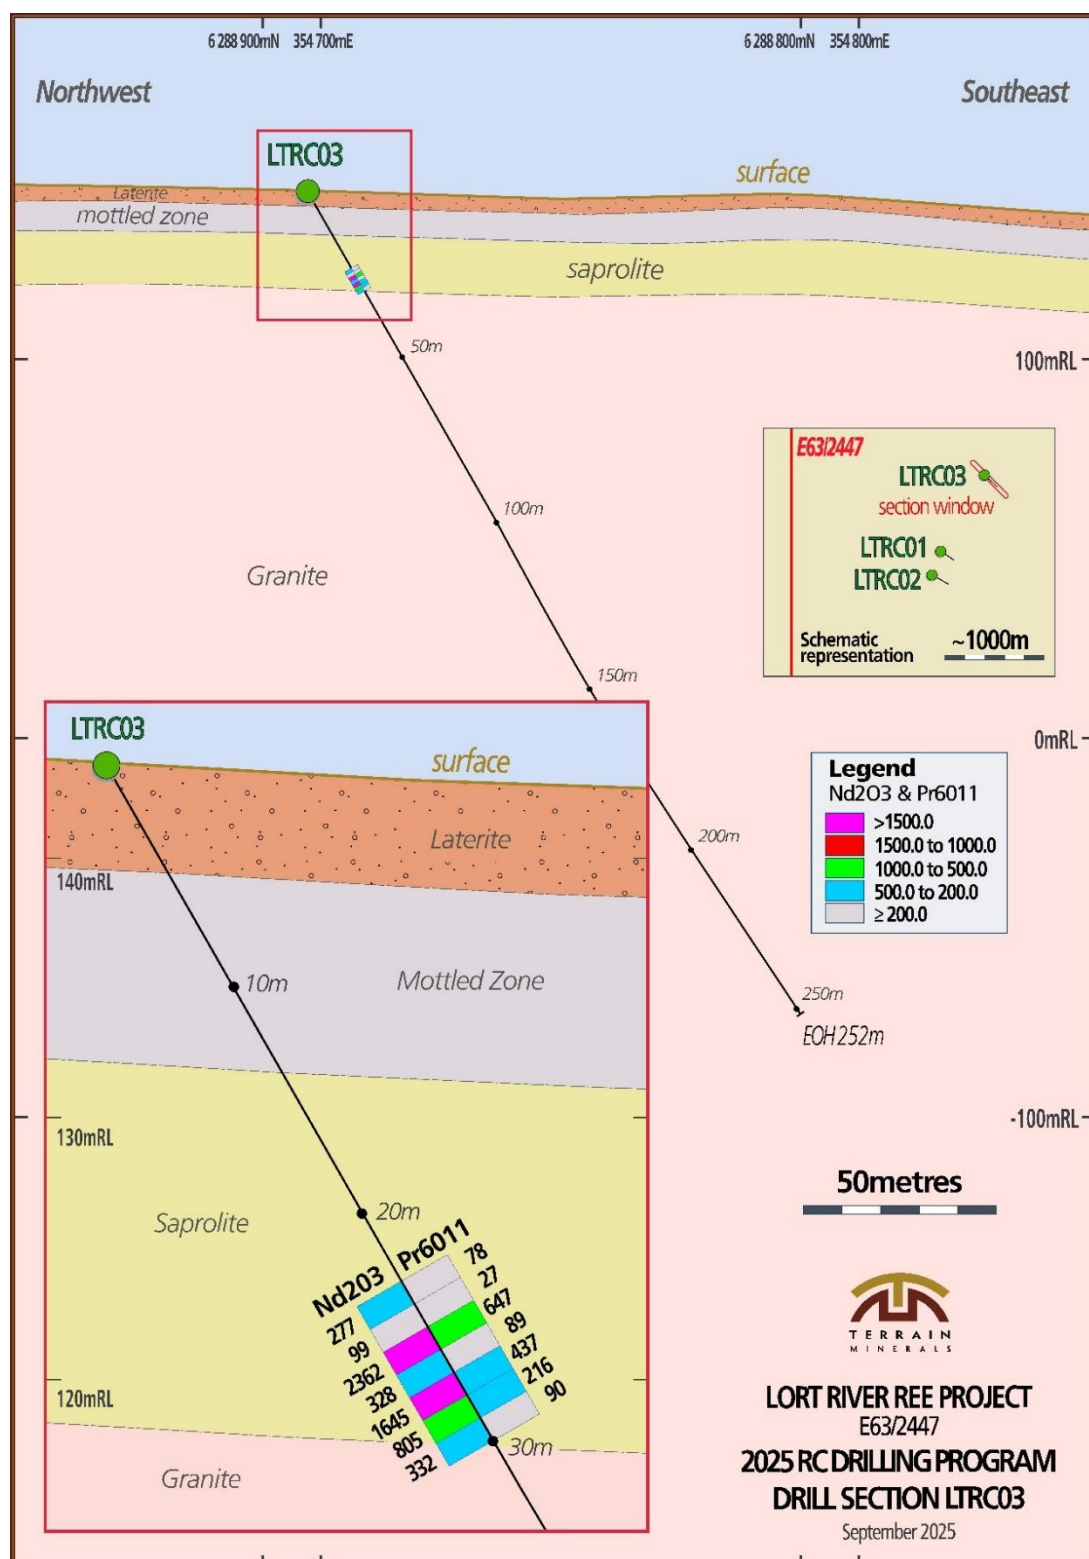 6 288 900mN 354 700mE 6 288 800mN 354 800mE
Northwest Southeast
LTRC03
surface
Laterite
mottled zone
saprolite
50m
100mRL
E63/2447
LTRC03
section window
100m
LTRC01
LTRC02
Granite
Schematic
representation
~1000m
150m
LTRC03
surface
0mRL
Legend
Nd2O3 & Pr6011
>1500.0
1500.0 to 1000.0
1000.0 to 500.0
500.0 to 200.0
≥ 200.0
Laterite
200m
140mRL
Mottled Zone
10m
250m
EOH 252m
130mRL
-100mRL
50metres
Saprolite
20m
Nd203 Pr6011
277 78
99 27
2362 647
328 89
1645 437
805 216
332 90
120mRL
30m
Granite
TERRAIN
MINERALS
LORT RIVER REE PROJECT
E63/2447
2025 RC DRILLING PROGRAM
DRILL SECTION LTRC03
September 2025